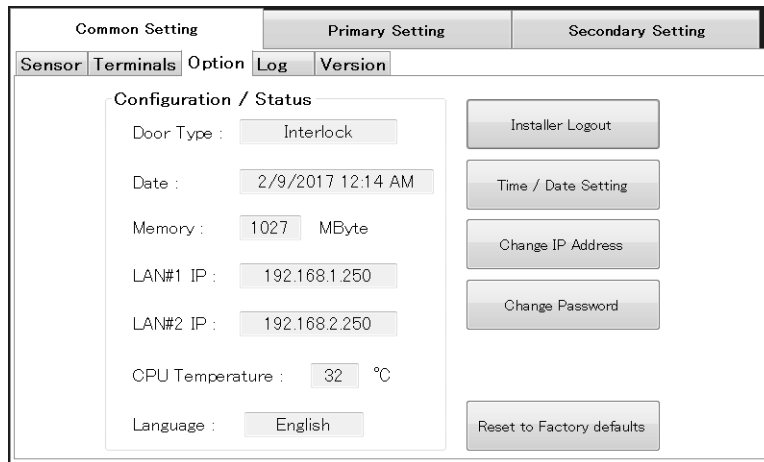 Common Setting Primary Setting Secondary Setting
Sensor Terminals Option Log Version
Configuration / Status
Door Type : Interlock
Date : 2/9/2017 12:14 AM
Memory : 1027 MByte
LAN#1 IP : 192.168.1.250
LAN#2 IP : 192.168.2.250
CPU Temperature : 32 ℃
Language : English
Installer Logout
Time / Date Setting
Change IP Address
Change Password
Reset to Factory defaults